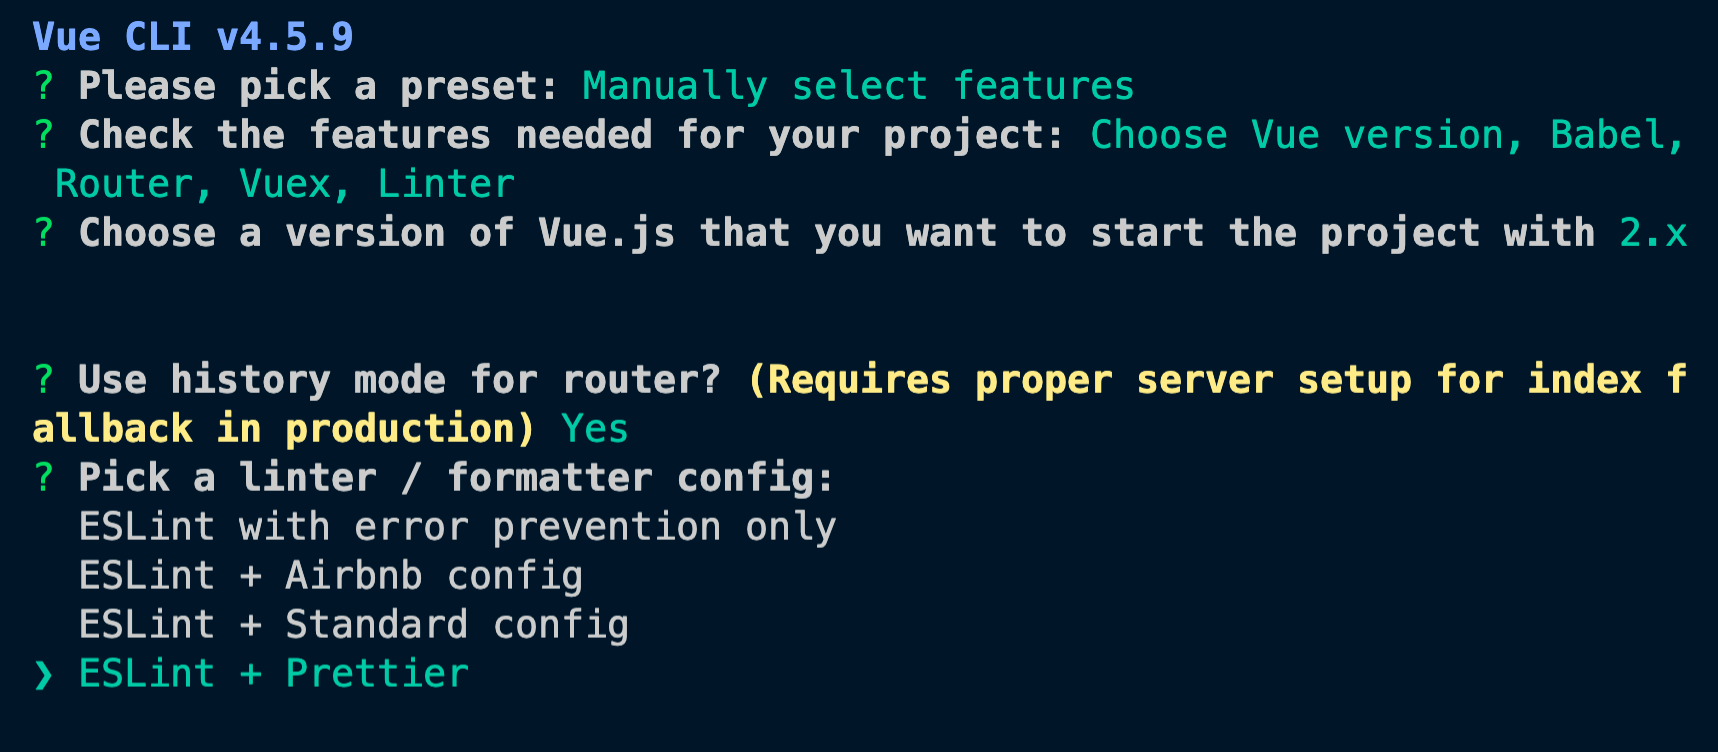 Vue CLI v4.5.9
? Please pick a preset: Manually select features
? Check the features needed for your project: Choose Vue version, Babel,
Router, Vuex, Linter
? Choose a version of Vue.js that you want to start the project with 2.x
? Use history mode for router? (Requires proper server setup for index f
allback in production) Yes
? Pick a linter / formatter config:
ESLint with error prevention only
ESLint + Airbnb config
ESLint + Standard config
❯ ESLint + Prettier